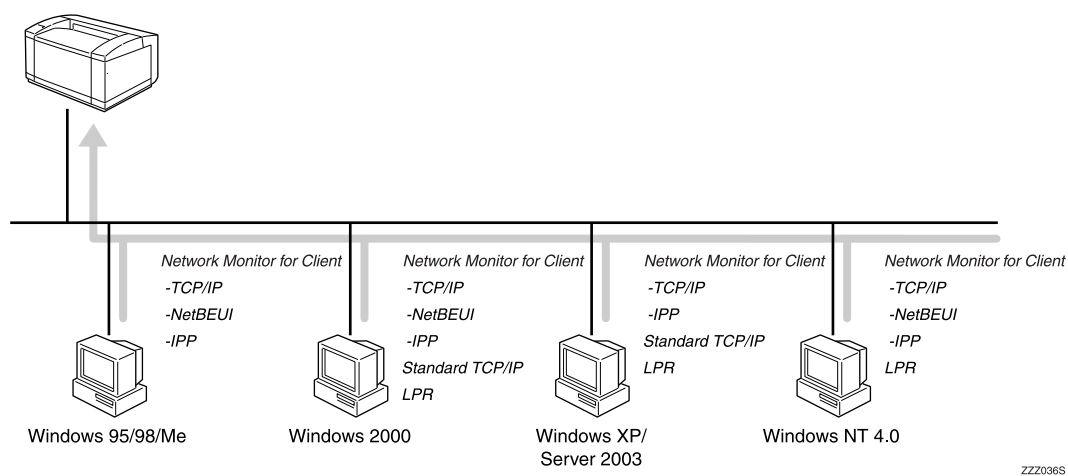 Network Monitor for Client
-TCP/IP
-NetBEUI
-IPP
Windows 95/98/Me
Network Monitor for Client
-TCP/IP
-NetBEUI
-IPP
Standard TCP/IP
LPR
Windows 2000
Network Monitor for Client
-TCP/IP
-IPP
Standard TCP/IP
LPR
Windows XP/
Server 2003
Network Monitor for Client
-TCP/IP
-NetBEUI
-IPP
LPR
Windows NT 4.0
ZZZ036S